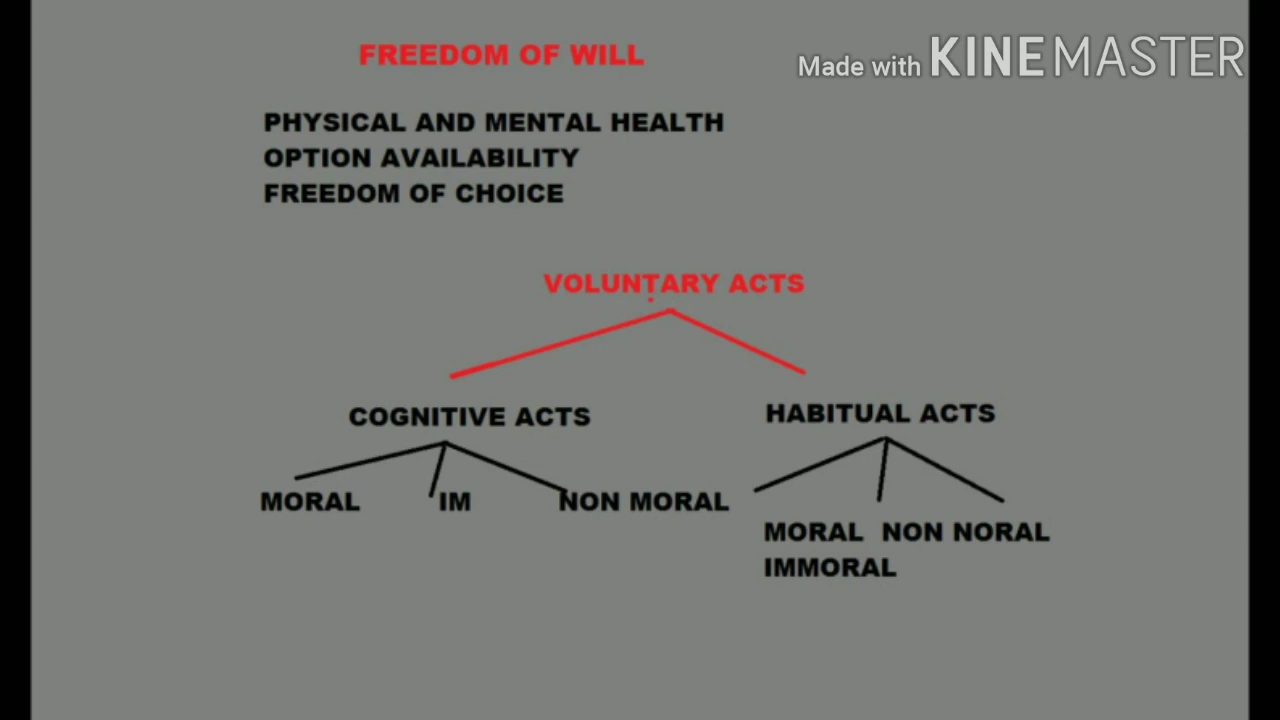 FREEDOM OF WILL
Made with KINEMASTER
PHYSICAL AND MENTAL HEALTH
OPTION AVAILABILITY
FREEDOM OF CHOICE
VOLUNTARY ACTS
COGNITIVE ACTS
HABITUAL ACTS
MORAL IM NON MORAL
MORAL NON NORAL
IMMORAL